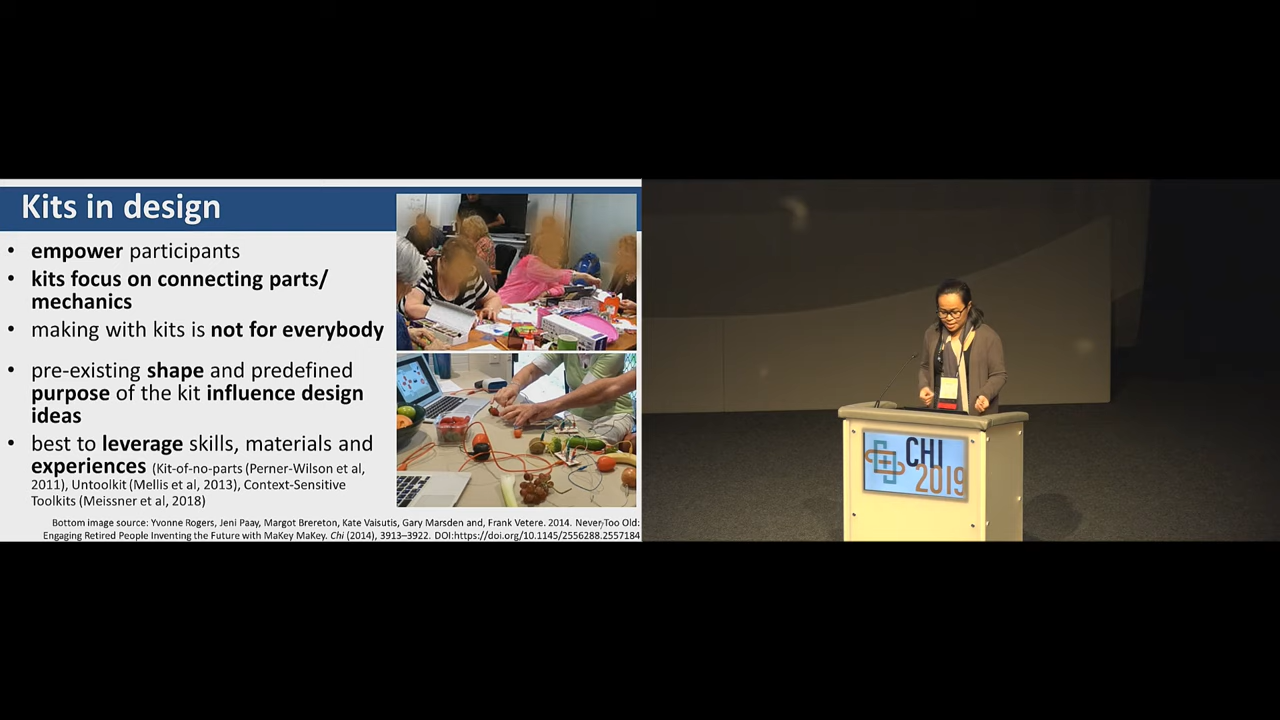 Kits in design
• empower participants
• kits focus on connecting parts/
mechanics
• making with kits is not for everybody
• pre-existing shape and predefined
purpose of the kit influence design
ideas
• best to leverage skills, materials and
experiences (Kit-of-no-parts (Perner-Wilson et al,
2011), Untoolkit (Mellis et al, 2013), Context-Sensitive
Toolkits (Meissner et al, 2018)
Bottom image source: Yvonne Rogers, Jeni Paay, Margot Brereton, Kate Vaisutis, Gary Marsden and, Frank Vetere. 2014. Never Too Old:
Engaging Retired People Inventing the Future with MaKey MaKey. Chi (2014), 3913–3922. DOI:https://doi.org/10.1145/2556288.2557184
CHI
2019